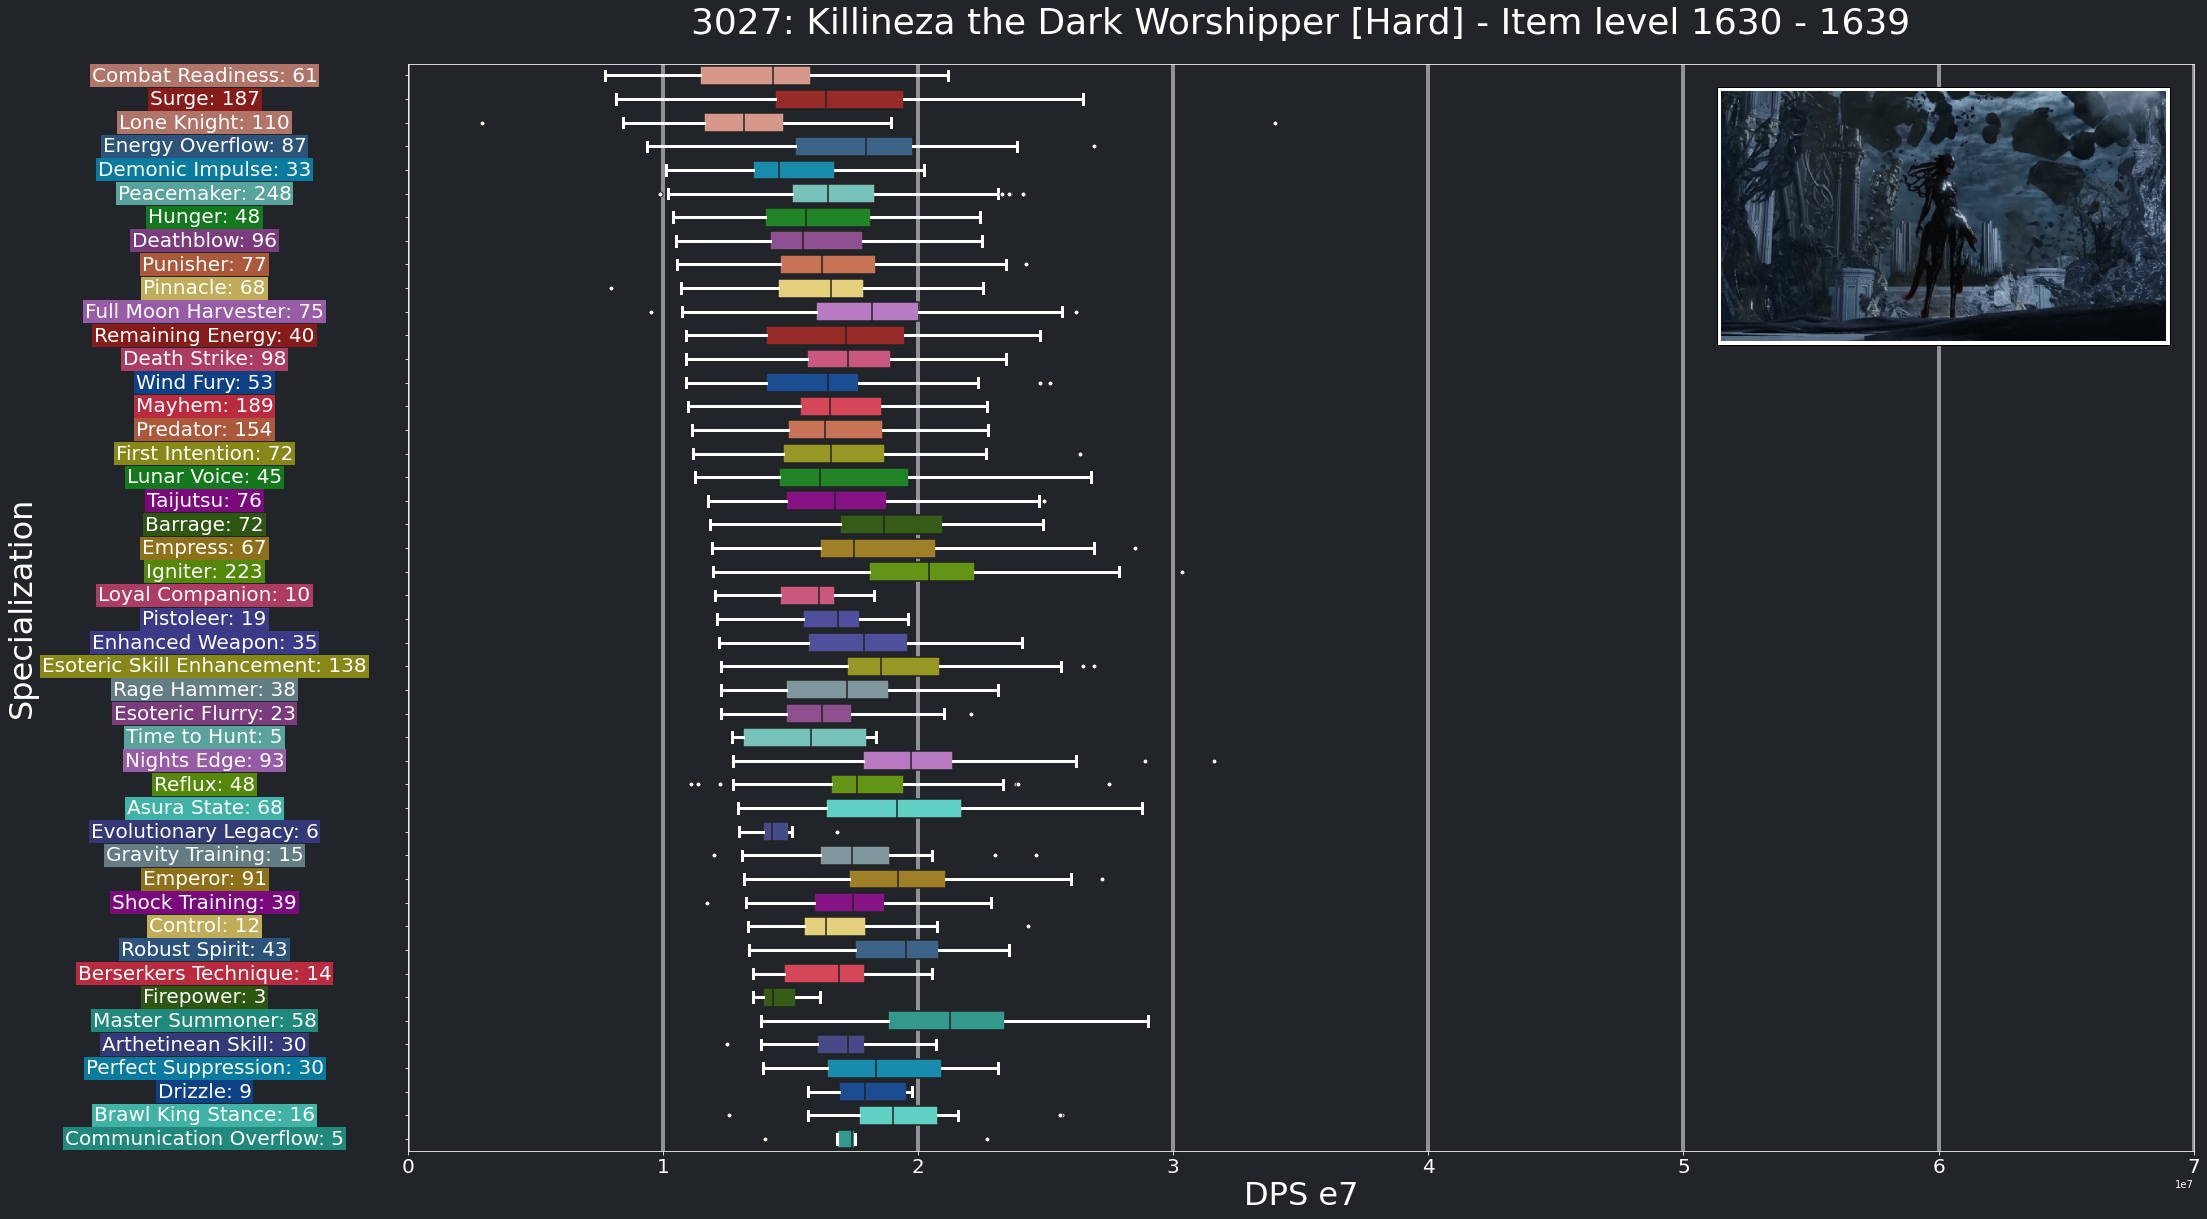 3027: Killineza the Dark Worshipper [Hard] - Item level 1630 - 1639
Specialization
Combat Readiness: 61
Surge: 187
Lone Knight: 110
Energy Overflow: 87
Demonic Impulse: 33
Peacemaker: 248
Hunger: 48
Deathblow: 96
Punisher: 77
Pinnacle: 68
Full Moon Harvester: 75
Remaining Energy: 40
Death Strike: 98
Wind Fury: 53
Mayhem: 189
Predator: 154
First Intention: 72
Lunar Voice: 45
Taijutsu: 76
Barrage: 72
Empress: 67
Igniter: 223
Loyal Companion: 10
Pistoleer: 19
Enhanced Weapon: 35
Esoteric Skill Enhancement: 138
Rage Hammer: 38
Esoteric Flurry: 23
Time to Hunt: 5
Nights Edge: 93
Reflux: 48
Asura State: 68
Evolutionary Legacy: 6
Gravity Training: 15
Emperor: 91
Shock Training: 39
Control: 12
Robust Spirit: 43
Berserkers Technique: 14
Firepower: 3
Master Summoner: 58
Arthetinean Skill: 30
Perfect Suppression: 30
Drizzle: 9
Brawl King Stance: 16
Communication Overflow: 5
0 1 2 3 4 5 6 7
1e7
DPS e7